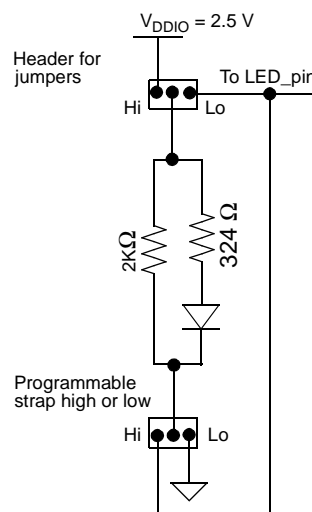 VDDIO = 2.5 V
Header for
jumpers
To LED_pin
Hi
Lo
2KΩ
324 Ω
Programmable
strap high or low
Hi
Lo